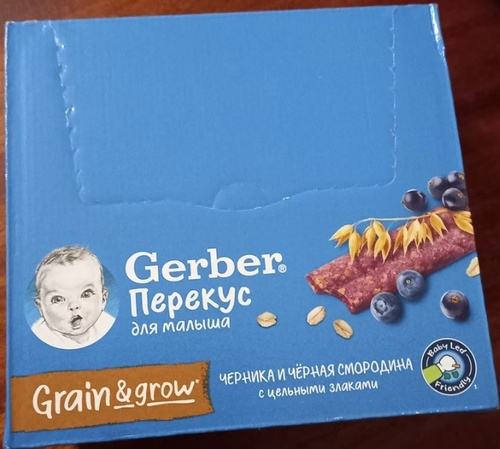 Gerber®
Перекус
для малыша
Grain & grow®
ЧЕРНИКА И ЧЁРНАЯ СМОРОДИНА
с цельными злаками
Baby Led
Friendly